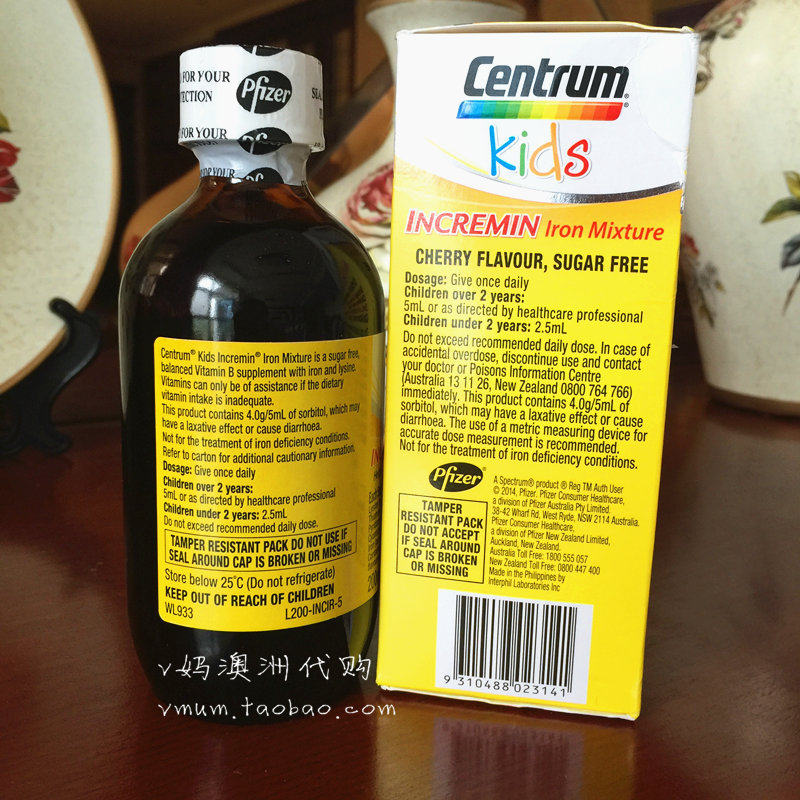 FOR YOUR
Pfizer
FOR YOUR
Centrum® Kids Incremin® Iron Mixture is a sugar free,
balanced Vitamin B supplement with iron and lysine.
Vitamins can only be of assistance if the dietary
vitamin intake is inadequate.
This product contains 4.0g/5mL of sorbitol, which may
have a laxative effect or cause diarrhoea.
Not for the treatment of iron deficiency conditions.
Refer to carton for additional cautionary information.
Dosage: Give once daily
Children over 2 years:
5mL or as directed by healthcare professional
Children under 2 years: 2.5mL
Do not exceed recommended daily dose.
TAMPER RESISTANT PACK DO NOT USE IF
SEAL AROUND CAP IS BROKEN OR MISSING
Store below 25°C (Do not refrigerate)
KEEP OUT OF REACH OF CHILDREN
WL933 L200-INCIR-5
Centrum®
Kids
INCREMIN Iron Mixture
CHERRY FLAVOUR, SUGAR FREE
Dosage: Give once daily
Children over 2 years:
5mL or as directed by healthcare professional
Children under 2 years: 2.5mL
Do not exceed recommended daily dose. In case of
accidental overdose, discontinue use and contact
your doctor or Poisons Information Centre
(Australia 13 11 26, New Zealand 0800 764 766)
immediately. This product contains 4.0g/5mL of
sorbitol, which may have a laxative effect or cause
diarrhoea. The use of a metric measuring device for
accurate dose measurement is recommended.
Not for the treatment of iron deficiency conditions.
Pfizer
TAMPER
RESISTANT PACK
DO NOT ACCEPT
IF SEAL AROUND
CAP IS BROKEN
OR MISSING
A Spectrum® product ® Reg TM Auth User
© 2014, Pfizer. Pfizer Consumer Healthcare,
a division of Pfizer Australia Pty Limited.
38-42 Wharf Rd, West Ryde, NSW 2114 Australia.
Pfizer Consumer Healthcare,
a division of Pfizer New Zealand Limited,
Auckland, New Zealand.
Australia Toll Free: 1800 555 057
New Zealand Toll Free: 0800 447 400
Made in the Philippines by
Interphil Laboratories Inc
9 310488 023141
v妈澳洲代购
vmum.taobao.com